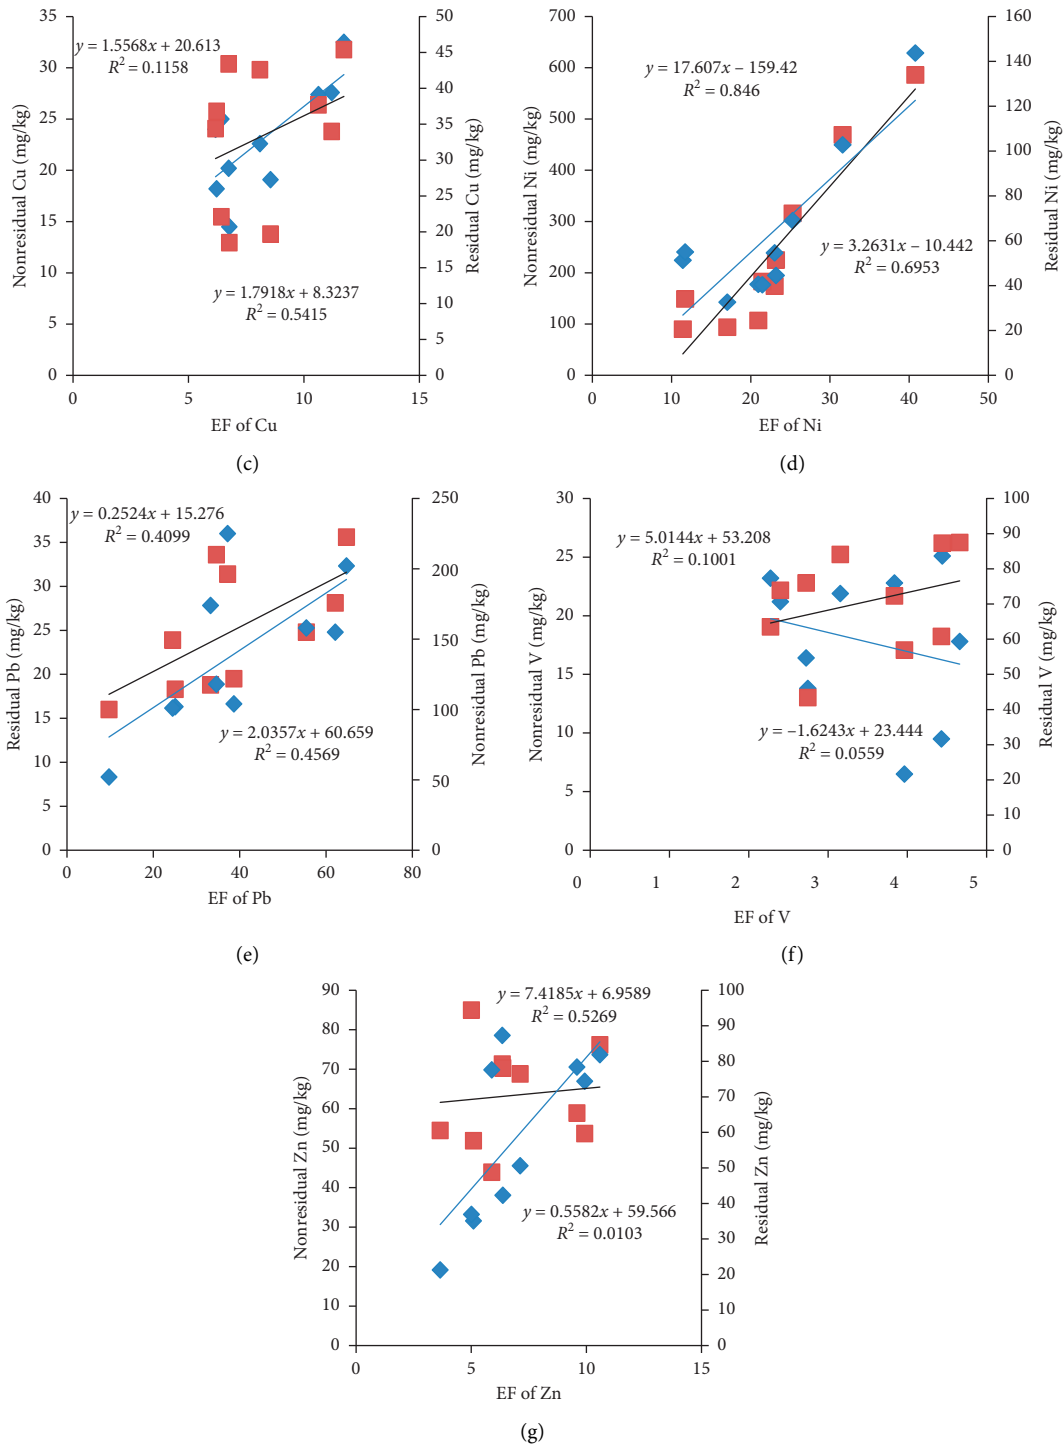 35
30
25
20
15
10
5
0
Nonresidual Cu (mg/kg)
y = 1.5568x + 20.613
R² = 0.1158
y = 1.7918x + 8.3237
R² = 0.5415
50
45
40
35
30
25
20
15
10
5
0
Residual Cu (mg/kg)
0 5 10 15
EF of Cu
(c)
700
600
500
400
300
200
100
0
Nonresidual Ni (mg/kg)
y = 17.607x – 159.42
R² = 0.846
y = 3.2631x – 10.442
R² = 0.6953
160
140
120
100
80
60
40
20
0
Residual Ni (mg/kg)
0 10 20 30 40 50
EF of Ni
(d)
40
35
30
25
20
15
10
5
0
Residual Pb (mg/kg)
y = 0.2524x + 15.276
R² = 0.4099
y = 2.0357x + 60.659
R² = 0.4569
250
200
150
100
50
0
Nonresidual Pb (mg/kg)
0 20 40 60 80
EF of Pb
(e)
30
25
20
15
10
5
0
Nonresidual V (mg/kg)
y = 5.0144x + 53.208
R² = 0.1001
y = –1.6243x + 23.444
R² = 0.0559
100
90
80
70
60
50
40
30
20
10
0
Residual V (mg/kg)
0 1 2 3 4 5
EF of V
(f)
90
80
70
60
50
40
30
20
10
0
Nonresidual Zn (mg/kg)
y = 7.4185x + 6.9589
R² = 0.5269
y = 0.5582x + 59.566
R² = 0.0103
100
90
80
70
60
50
40
30
20
10
0
Residual Zn (mg/kg)
0 5 10 15
EF of Zn
(g)